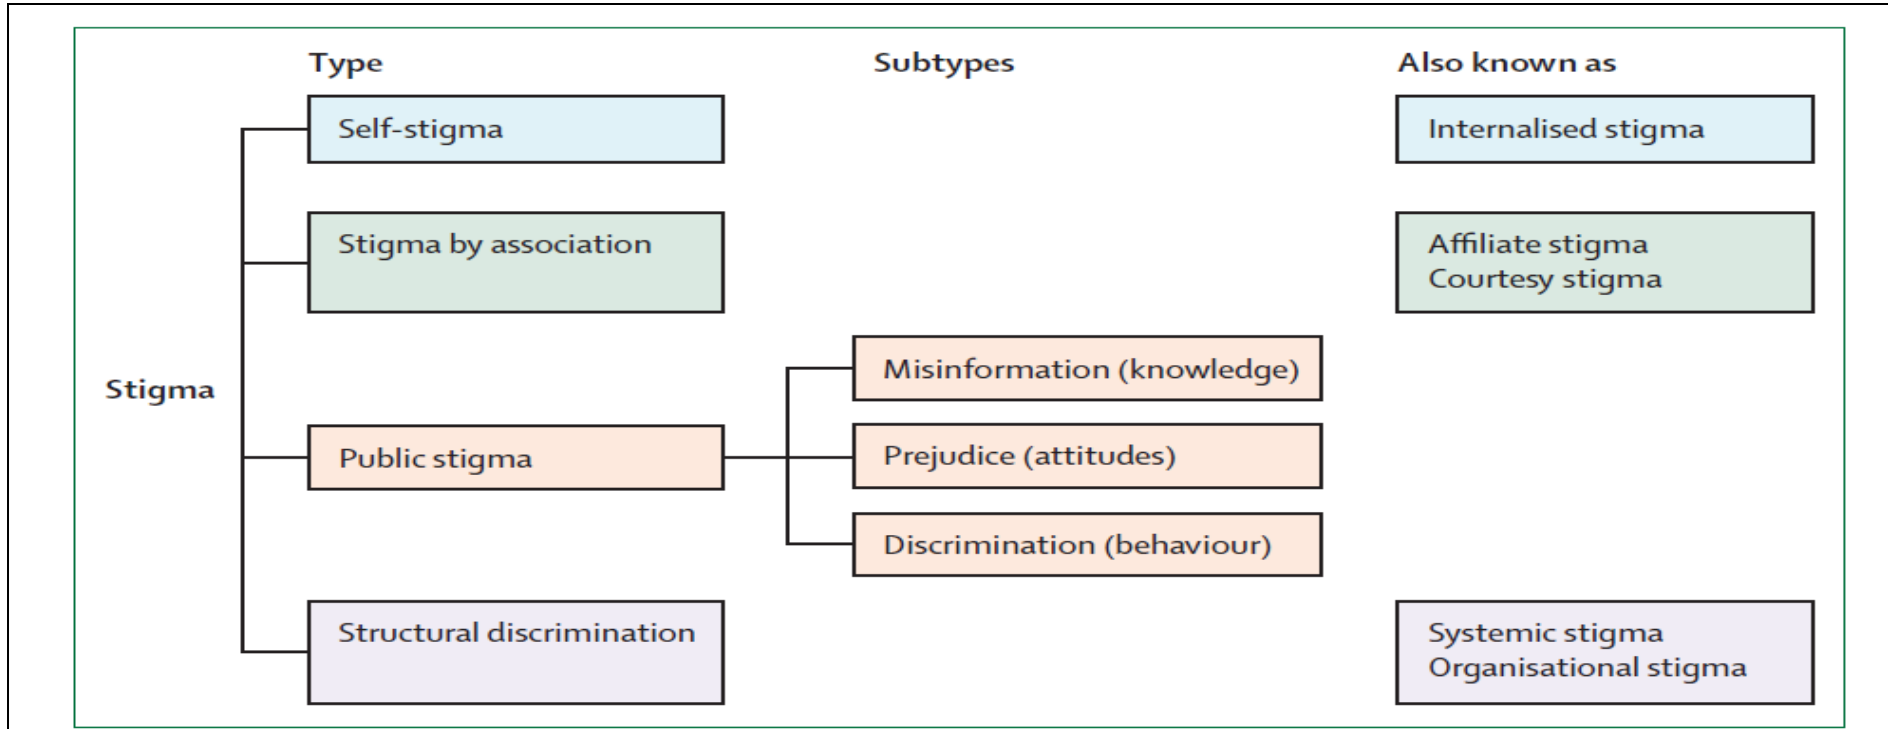 Type
Subtypes
Also known as
Self-stigma
Internalised stigma
Stigma by association
Affiliate stigma
Courtesy stigma
Misinformation (knowledge)
Stigma
Public stigma
Prejudice (attitudes)
Discrimination (behaviour)
Structural discrimination
Systemic stigma
Organisational stigma